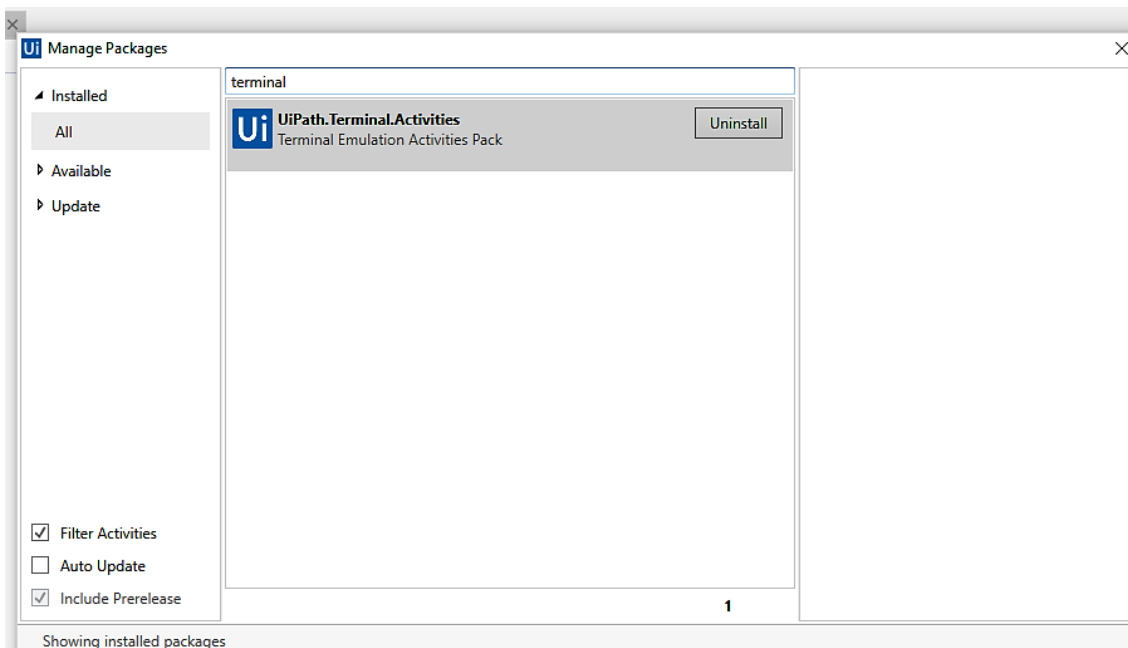 Ui Manage Packages
Installed
All
Available
Update
Filter Activities
Auto Update
Include Prerelease
terminal
Ui UiPath.Terminal.Activities
Terminal Emulation Activities Pack
Uninstall
1
Showing installed packages